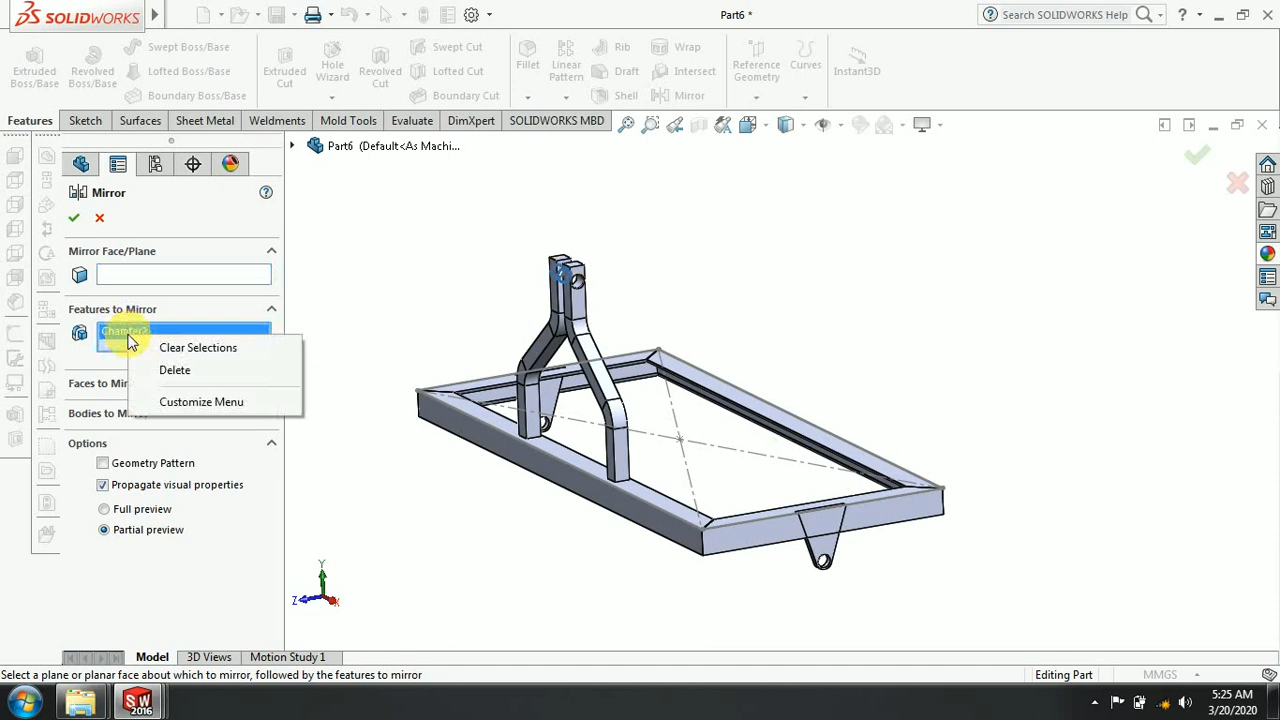 SOLIDWORKS
Part6 *
Search SOLIDWORKS Help
Extruded Boss/Base
Revolved Boss/Base
Swept Boss/Base
Lofted Boss/Base
Boundary Boss/Base
Extruded Cut
Hole Wizard
Revolved Cut
Swept Cut
Lofted Cut
Boundary Cut
Fillet
Linear Pattern
Rib
Draft
Shell
Wrap
Intersect
Mirror
Reference Geometry
Curves
Instant3D
Features
Sketch
Surfaces
Sheet Metal
Weldments
Mold Tools
Evaluate
DimXpert
SOLIDWORKS MBD
Part6 (Default<As Machi...
Mirror
Mirror Face/Plane
Features to Mirror
Chamfer2
Clear Selections
Delete
Customize Menu
Faces to Mi
Bodies to M
Options
Geometry Pattern
Propagate visual properties
Full preview
Partial preview
Y
Z
X
Model
3D Views
Motion Study 1
Select a plane or planar face about which to mirror, followed by the features to mirror
Editing Part
MMGS
SW
2016
5:25 AM
3/20/2020